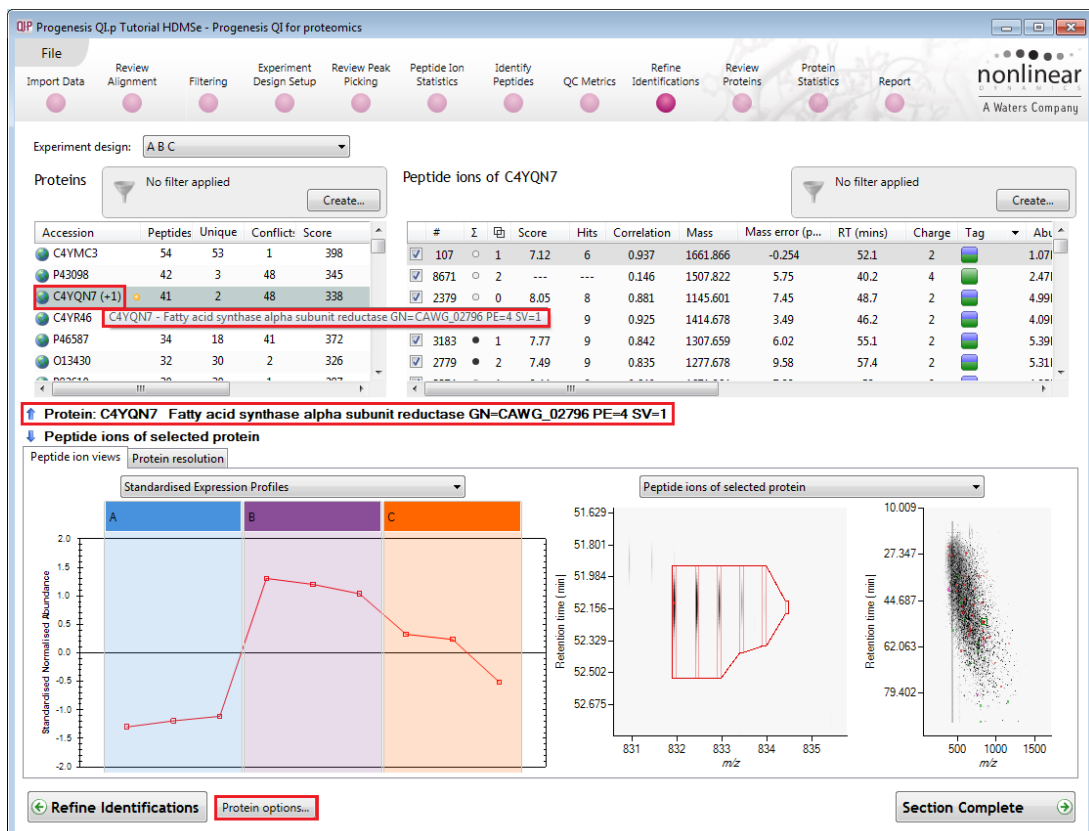 QIP Progenesis QI.p Tutorial HDMSe - Progenesis QI for proteomics
File
Import Data
Review Alignment
Filtering
Experiment Design Setup
Review Peak Picking
Peptide Ion Statistics
Identify Peptides
QC Metrics
Refine Identifications
Review Proteins
Protein Statistics
Report
nonlinear
DYNAMICS
A Waters Company
Experiment design: A B C
Proteins
No filter applied
Create...
Peptide ions of C4YQN7
No filter applied
Create...
Accession Peptides Unique Conflicts Score
C4YMC3 54 53 1 398
P43098 42 3 48 345
C4YQN7 (+1) 41 2 48 338
C4YR46
C4YQN7 - Fatty acid synthase alpha subunit reductase GN=CAWG_02796 PE=4 SV=1
P46587 34 18 41 372
O13430 32 30 2 326
# Σ Score Hits Correlation Mass Mass error (p... RT (mins) Charge Tag Abu
107 1 7.12 6 0.937 1661.866 -0.254 52.1 2 1.07
8671 2 --- --- 0.146 1507.822 5.75 40.2 4 2.47
2379 0 8.05 8 0.881 1145.601 7.45 48.7 2 4.99
9 0.925 1414.678 3.49 46.2 2 4.09
3183 1 7.77 9 0.842 1307.659 6.02 55.1 2 5.39
2779 2 7.49 9 0.835 1277.678 9.58 57.4 2 5.31
Protein: C4YQN7 Fatty acid synthase alpha subunit reductase GN=CAWG_02796 PE=4 SV=1
Peptide ions of selected protein
Peptide ion views
Protein resolution
Standardised Expression Profiles
A B C
Standardised Normalised Abundance
2.0
1.5
1.0
0.5
0.0
-0.5
-1.0
-1.5
-2.0
Peptide ions of selected protein
Retention time [min]
51.629
51.801
51.984
52.156
52.329
52.502
52.675
831 832 833 834 835
m/z
Retention time [min]
10.009
27.347
44.687
62.063
79.402
500 1000 1500
m/z
Refine Identifications
Protein options...
Section Complete